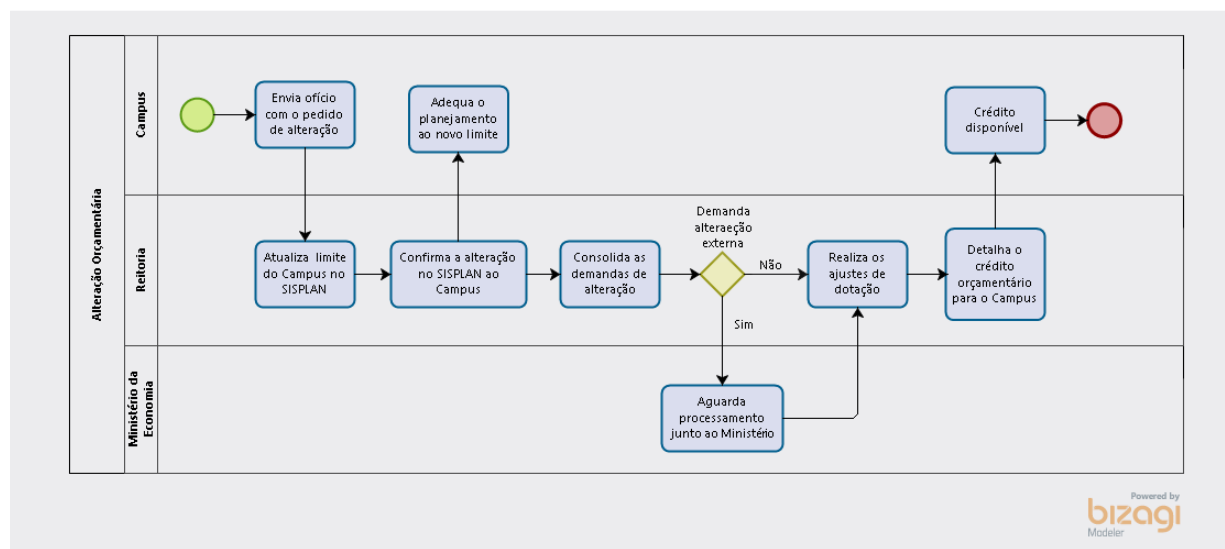 Alteração Orçamentária
Campus
Envia ofício
com o pedido
de alteração
Adequa o
planejamento
ao novo limite
Crédito
disponível
Reitoria
Atualiza limite
do Campus no
SISPLAN
Confirma a alteração
no SISPLAN ao
Campus
Consolida as
demandas de
alteração
Demanda
alteraeção
externa
Não
Sim
Realiza os
ajustes de
dotação
Detalha o
crédito
orçamentário
para o Campus
Ministério da
Economia
Aguarda
processamento
junto ao Ministério
Powered by
bizagi
Modeler